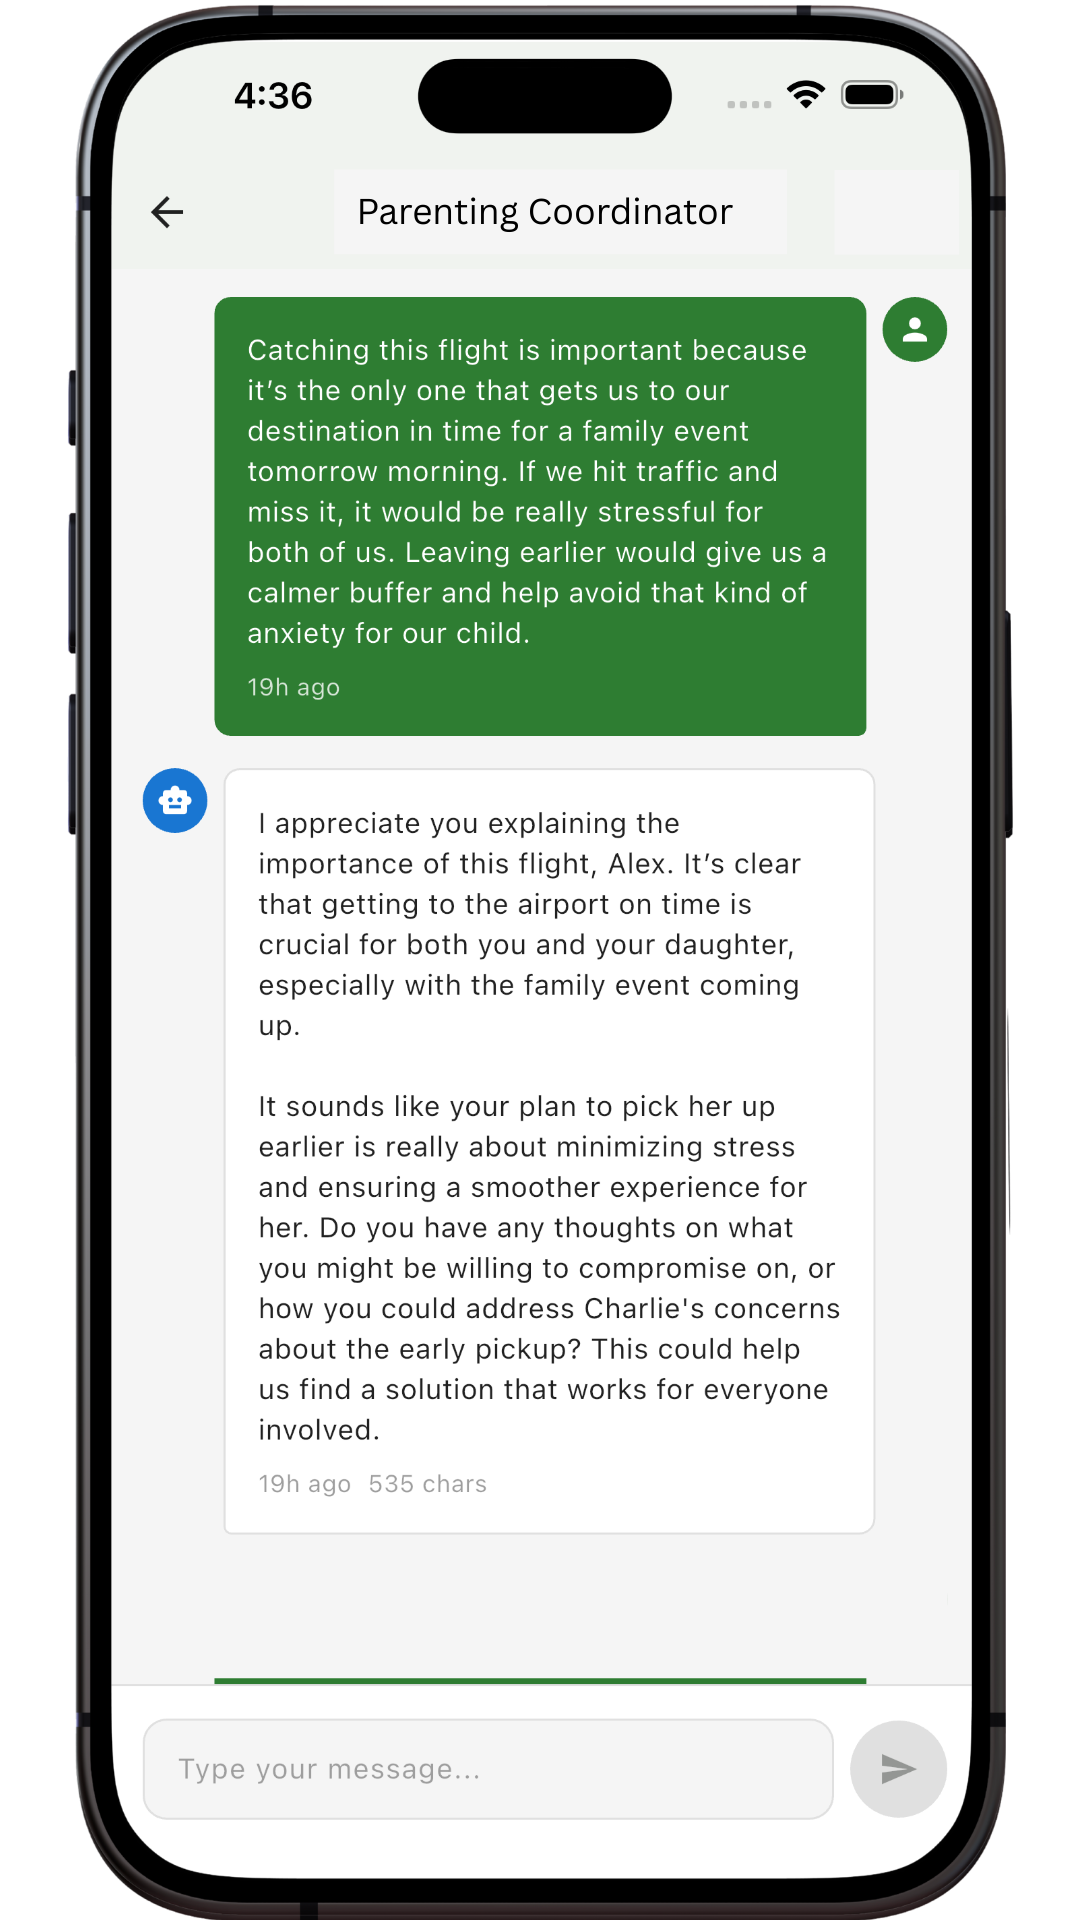 4:36
Parenting Coordinator
Catching this flight is important because
it’s the only one that gets us to our
destination in time for a family event
tomorrow morning. If we hit traffic and
miss it, it would be really stressful for
both of us. Leaving earlier would give us a
calmer buffer and help avoid that kind of
anxiety for our child.
19h ago
I appreciate you explaining the
importance of this flight, Alex. It’s clear
that getting to the airport on time is
crucial for both you and your daughter,
especially with the family event coming
up.
It sounds like your plan to pick her up
earlier is really about minimizing stress
and ensuring a smoother experience for
her. Do you have any thoughts on what
you might be willing to compromise on, or
how you could address Charlie's concerns
about the early pickup? This could help
us find a solution that works for everyone
involved.
19h ago 535 chars
Type your message...